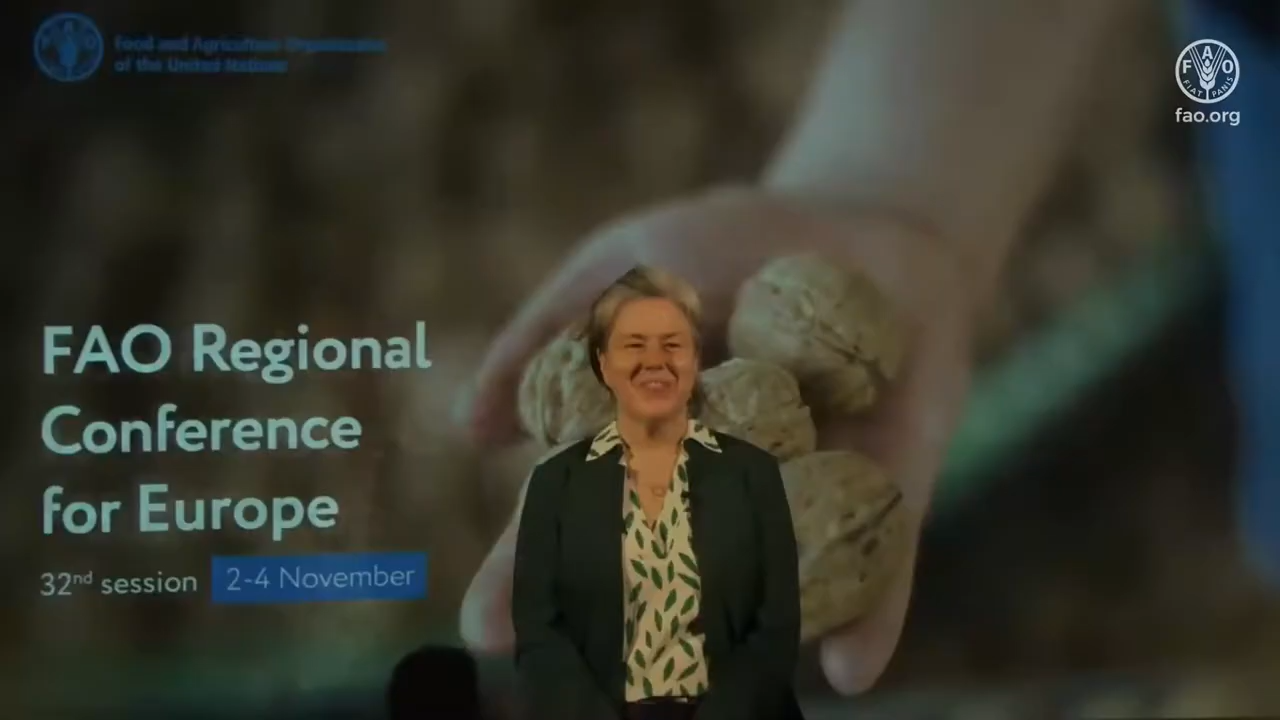 FAO
Food and Agriculture Organization
of the United Nations
FAO
FIAT PANIS
fao.org
FAO Regional
Conference
for Europe
32nd session
2-4 November